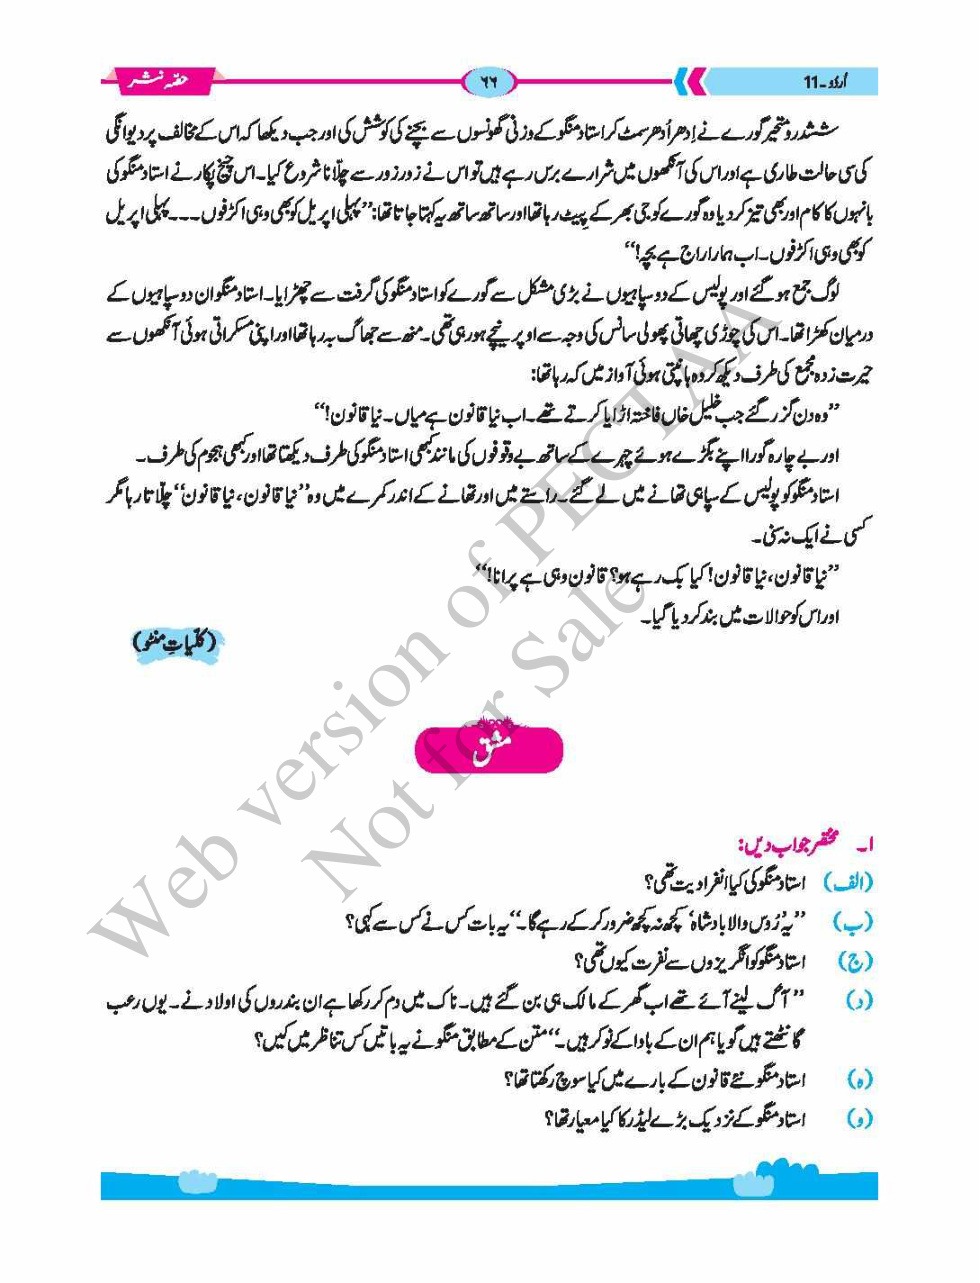 اُردو ۔ 11
۶۶
حصّہ نثر
ششدر و متحیر گورے نے اِدھر اُدھر سمٹ کر استاد منگو کے وزنی گھونسوں سے بچنے کی کوشش کی اور جب دیکھا کہ اس کے مخالف پر دیوانگی
کی سی حالت طاری ہے اور اس کی آنکھوں میں شرارے برس رہے ہیں تو اس نے زور زور سے چلّانا شروع کیا۔ اس چیخ پکار نے استاد منگو کی
بانہوں کا کام اور بھی تیز کر دیا وہ گورے کو جی بھر کے پیٹ رہا تھا اور ساتھ ساتھ یہ کہتا جاتا تھا: ”پہلی اپریل کو بھی وہی اکڑفوں ۔۔۔ پہلی اپریل
کو بھی وہی اکڑفوں۔ اب ہمارا راج ہے بچہ!“
لوگ جمع ہو گئے اور پولیس کے دو سپاہیوں نے بڑی مشکل سے گورے کو استاد منگو کی گرفت سے چھڑایا۔ استاد منگو ان دو سپاہیوں کے
درمیان کھڑا تھا۔ اس کی چوڑی چھاتی پھولی سانس کی وجہ سے اوپر نیچے ہو رہی تھی۔ منھ سے جھاگ بہ رہا تھا اور اپنی مسکراتی ہوئی آنکھوں سے
حیرت زدہ مجمع کی طرف دیکھ کر وہ ہانپتی ہوئی آواز میں کہ رہا تھا:
”وہ دن گزر گئے جب خلیل خاں فاختہ اڑایا کرتے تھے۔ اب نیا قانون ہے میاں۔ نیا قانون!“
اور بے چارہ گورا اپنے بگڑے ہوئے چہرے کے ساتھ بے وقوفوں کی مانند کبھی استاد منگو کی طرف دیکھتا تھا اور کبھی ہجوم کی طرف۔
استاد منگو کو پولیس کے سپاہی تھانے میں لے گئے۔ راستے میں اور تھانے کے اندر کمرے میں وہ ”نیا قانون، نیا قانون“ چلّاتا رہا مگر
کسی نے ایک نہ سنی۔
”نیا قانون، نیا قانون! کیا بک رہے ہو؟ قانون وہی ہے پرانا!“
اور اس کو حوالات میں بند کر دیا گیا۔
(کلّیاتِ منٹو)
مشق
۱۔ مختصر جواب دیں:
(الف) استاد منگو کی کیا انفرادیت تھی؟
(ب) ”یہ ’رُوس والا بادشاہ‘ کچھ نہ کچھ ضرور کر کے رہے گا۔“ یہ بات کس نے کس سے کہی؟
(ج) استاد منگو کو انگریزوں سے نفرت کیوں تھی؟
(د) ”آگ لینے آئے تھے اب گھر کے مالک ہی بن گئے ہیں۔ ناک میں دم کر رکھا ہے ان بندروں کی اولاد نے۔ یوں رعب
گانٹھتے ہیں گویا ہم ان کے باوا کے نوکر ہیں۔“ متن کے مطابق منگو نے یہ باتیں کس تناظر میں کیں؟
(ہ) استاد منگو نئے قانون کے بارے میں کیا سوچ رکھتا تھا؟
(و) استاد منگو کے نزدیک بڑے لیڈر کا کیا معیار تھا؟
Web version of PECTAA
Not for Sale